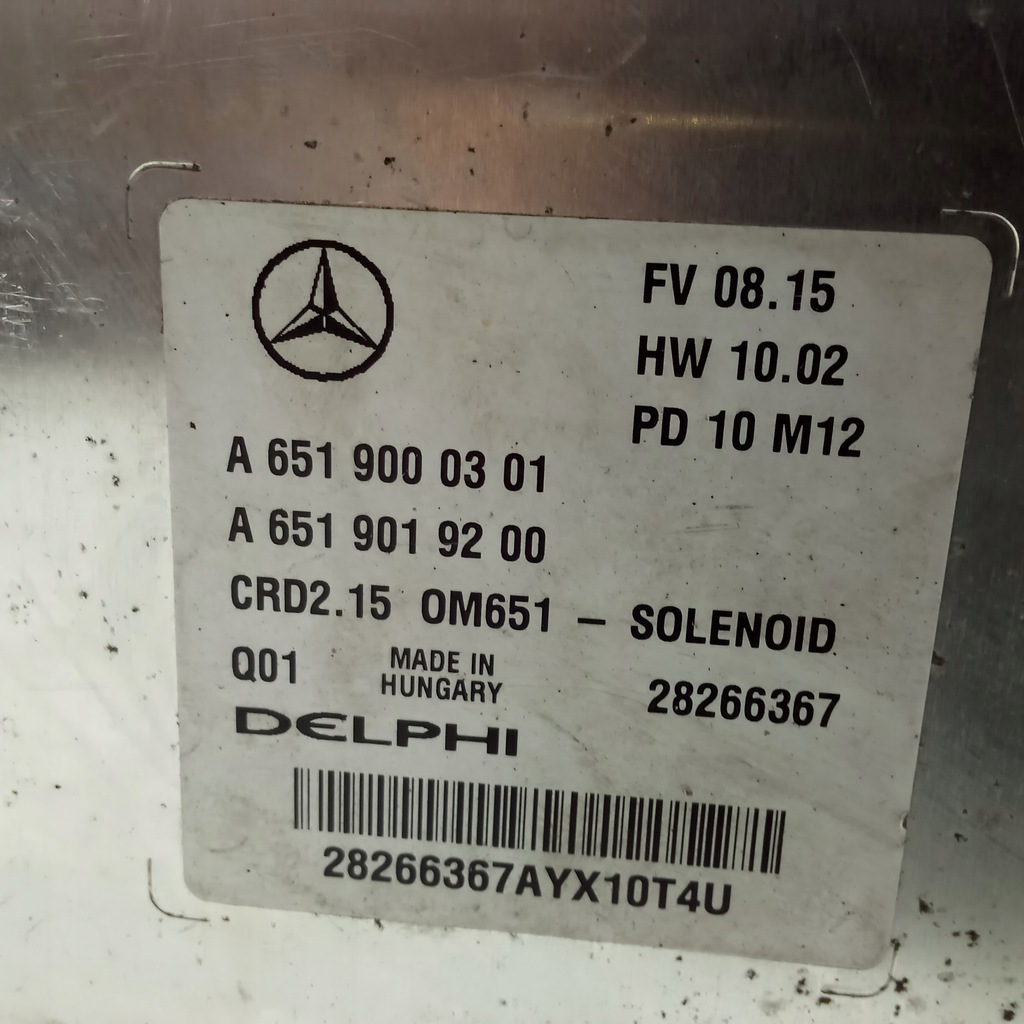 FV 08.15
HW 10.02
PD 10 M12
A 651 900 03 01
A 651 901 92 00
CRD2.15 OM651 – SOLENOID
Q01 MADE IN HUNGARY 28266367
DELPHI
28266367AYX10T4U